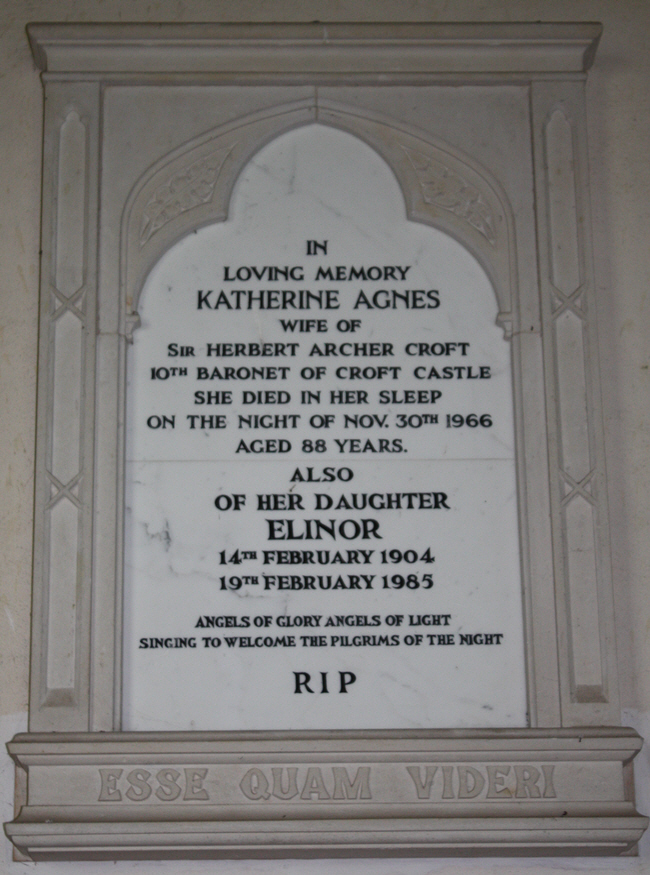 IN
LOVING MEMORY
KATHERINE AGNES
WIFE OF
SIR HERBERT ARCHER CROFT
10TH BARONET OF CROFT CASTLE
SHE DIED IN HER SLEEP
ON THE NIGHT OF NOV. 30TH 1966
AGED 88 YEARS.
ALSO
OF HER DAUGHTER
ELINOR
14TH FEBRUARY 1904
19TH FEBRUARY 1985
ANGELS OF GLORY ANGELS OF LIGHT
SINGING TO WELCOME THE PILGRIMS OF THE NIGHT
RIP
ESSE QUAM VIDERI